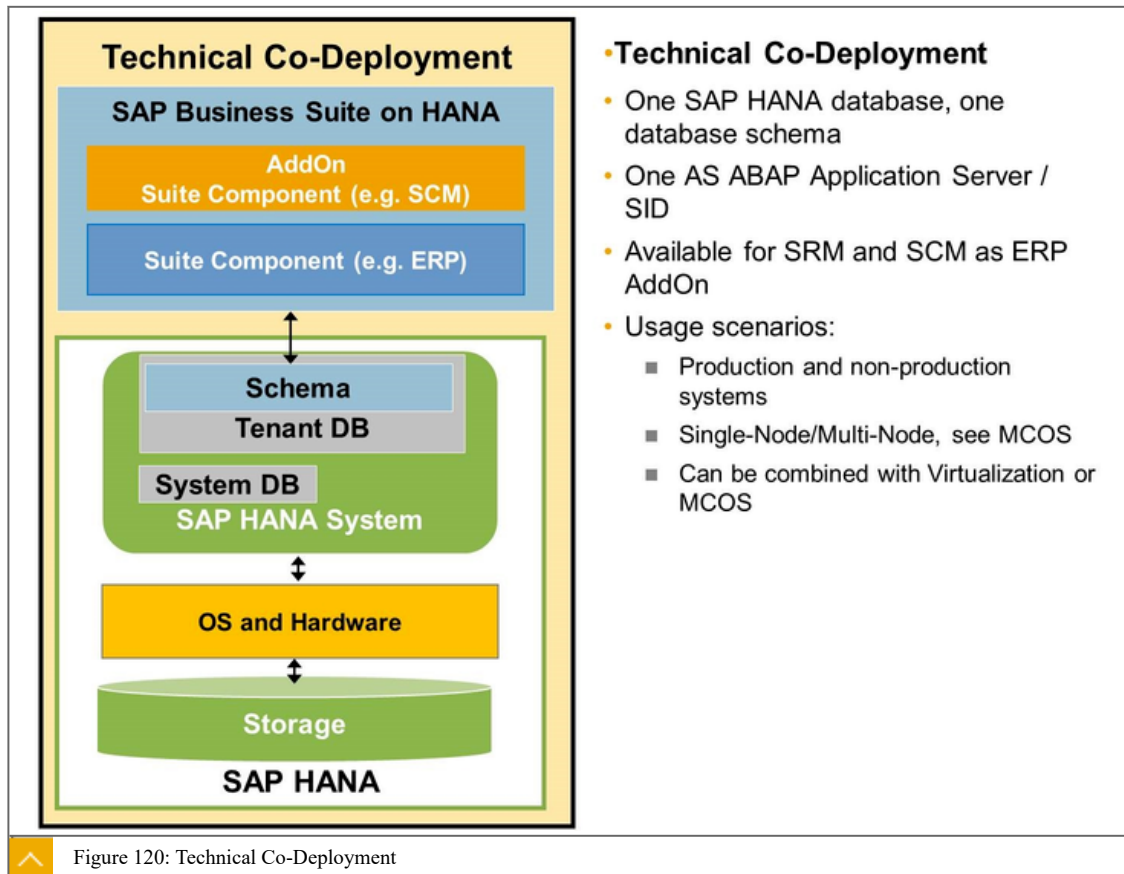 Technical Co-Deployment
SAP Business Suite on HANA
AddOn
Suite Component (e.g. SCM)
Suite Component (e.g. ERP)
Schema
Tenant DB
System DB
SAP HANA System
OS and Hardware
Storage
SAP HANA
•Technical Co-Deployment
• One SAP HANA database, one
database schema
• One AS ABAP Application Server /
SID
• Available for SRM and SCM as ERP
AddOn
• Usage scenarios:
■ Production and non-production
systems
■ Single-Node/Multi-Node, see MCOS
■ Can be combined with Virtualization or
MCOS
Figure 120: Technical Co-Deployment